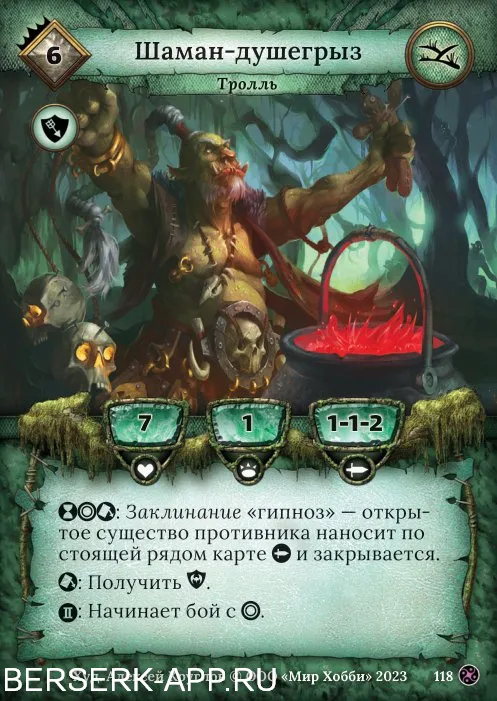 6
Шаман-душегрыз
Тролль
7
1
1-1-2
: Заклинание «гипноз» — откры-
тое существо противника наносит по
стоящей рядом карте и закрывается.
: Получить .
: Начинает бой с .
© ООО «Мир Хобби» 2023
118
BERSERK-APP.RU